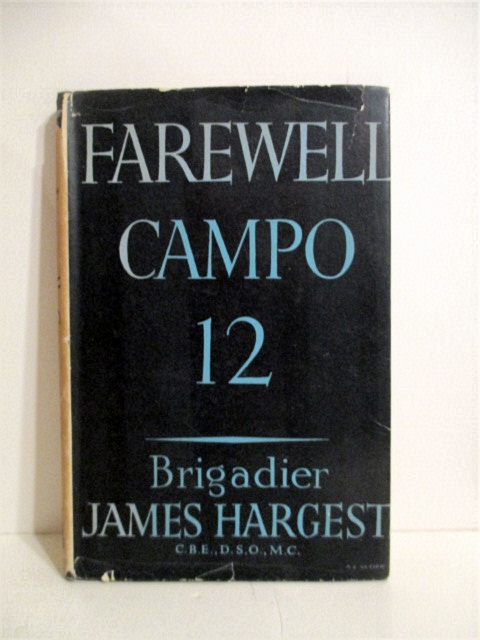 FAREWELL
CAMPO
12
Brigadier
JAMES HARGEST
C.B.E., D.S.O., M.C.